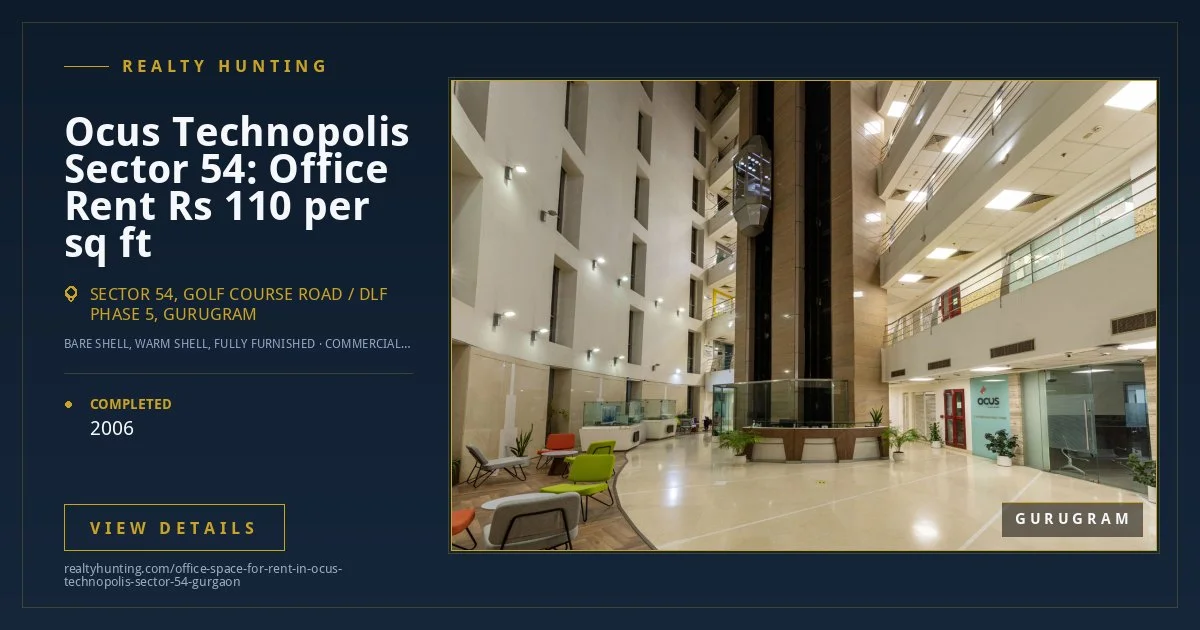 REALTY HUNTING
Ocus Technopolis
Sector 54: Office
Rent Rs 110 per
sq ft
SECTOR 54, GOLF COURSE ROAD / DLF
PHASE 5, GURUGRAM
BARE SHELL, WARM SHELL, FULLY FURNISHED · COMMERCIAL...
COMPLETED
2006
VIEW DETAILS
realtyhunting.com/office-space-for-rent-in-ocus-
technopolis-sector-54-gurgaon
ocus
GURUGRAM